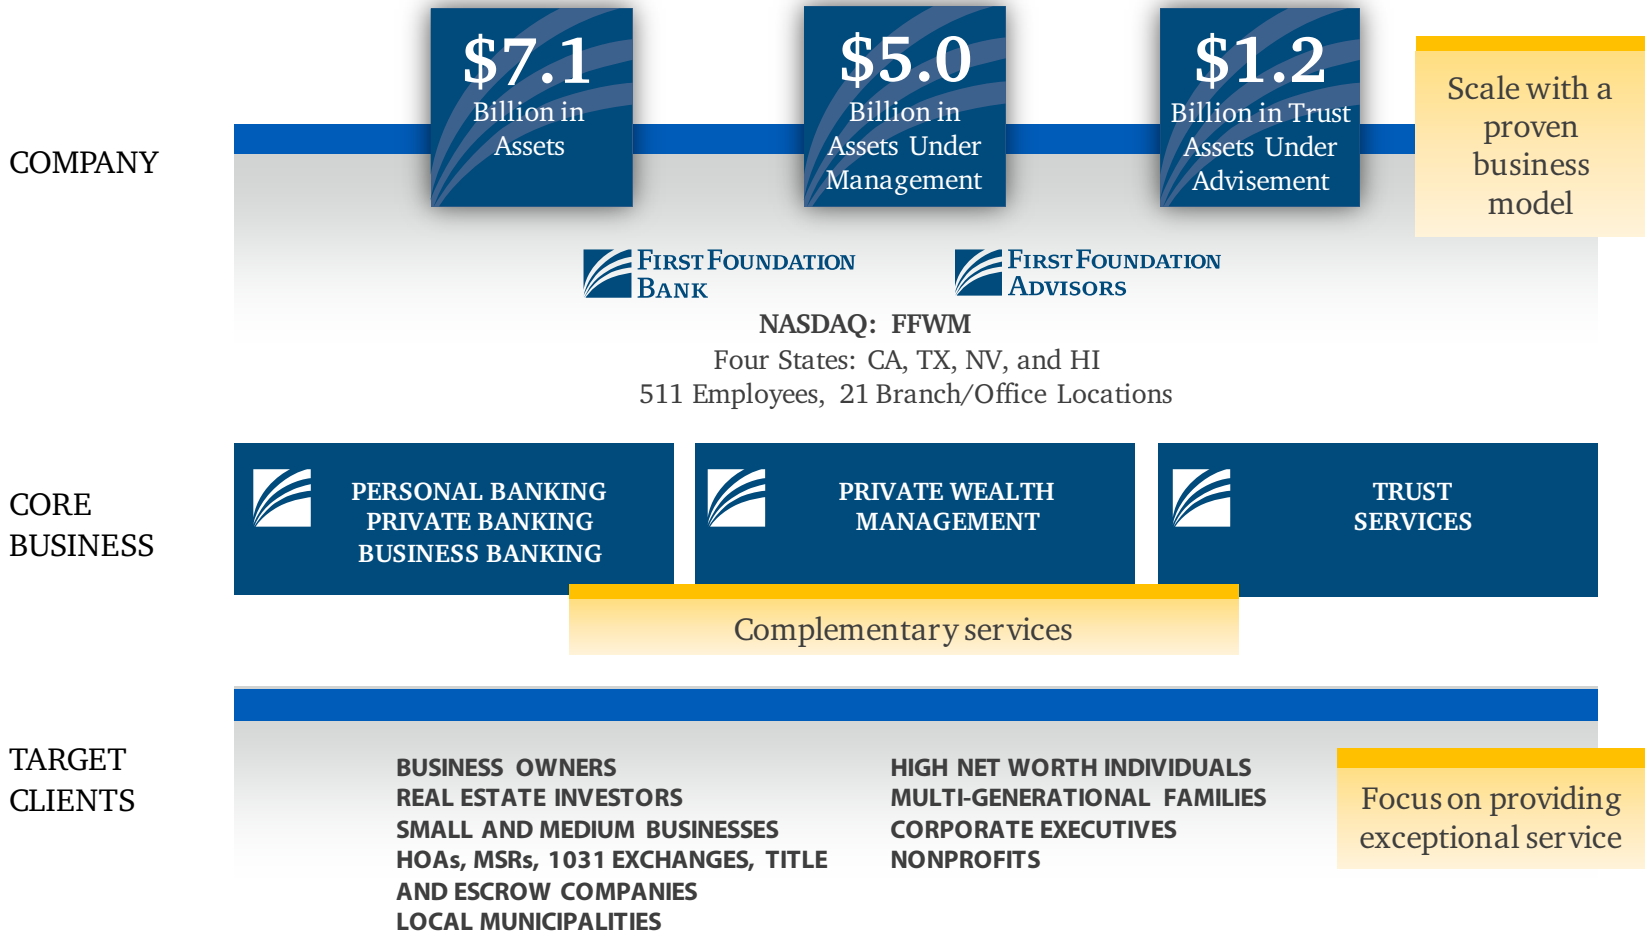 COMPANY
$7.1
Billion in
Assets
$5.0
Billion in
Assets Under
Management
$1.2
Billion in Trust
Assets Under
Advisement
Scale with a
proven
business
model
FIRST FOUNDATION
BANK
FIRST FOUNDATION
ADVISORS
NASDAQ: FFWM
Four States: CA, TX, NV, and HI
511 Employees, 21 Branch/Office Locations
CORE
BUSINESS
PERSONAL BANKING
PRIVATE BANKING
BUSINESS BANKING
PRIVATE WEALTH
MANAGEMENT
TRUST
SERVICES
Complementary services
TARGET
CLIENTS
BUSINESS OWNERS
REAL ESTATE INVESTORS
SMALL AND MEDIUM BUSINESSES
HOAs, MSRs, 1031 EXCHANGES, TITLE
AND ESCROW COMPANIES
LOCAL MUNICIPALITIES
HIGH NET WORTH INDIVIDUALS
MULTI-GENERATIONAL FAMILIES
CORPORATE EXECUTIVES
NONPROFITS
Focus on providing
exceptional service